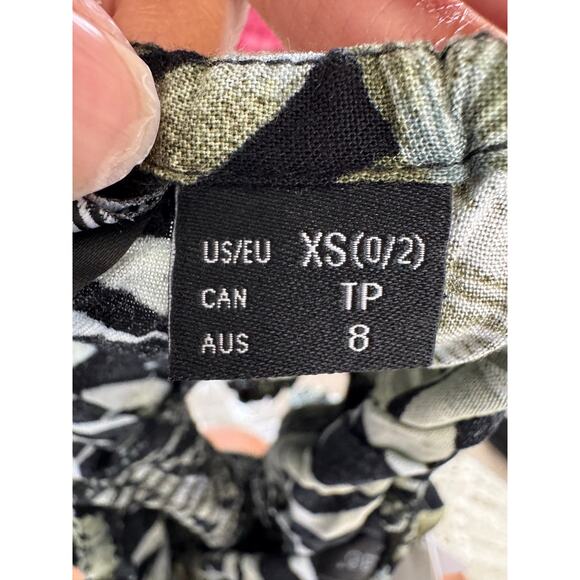 US/EU XS(0/2)
CAN TP
AUS 8